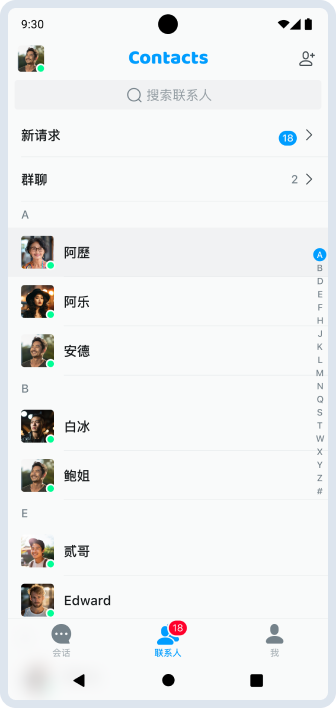 9:30
Contacts
搜索联系人
新请求 18
群聊 2
A
阿歷
阿乐
安德
B
白冰
鲍姐
E
贰哥
Edward
A
B
D
E
F
H
J
K
L
M
N
Q
S
T
W
X
Y
Z
#
18
会话 联系人 我